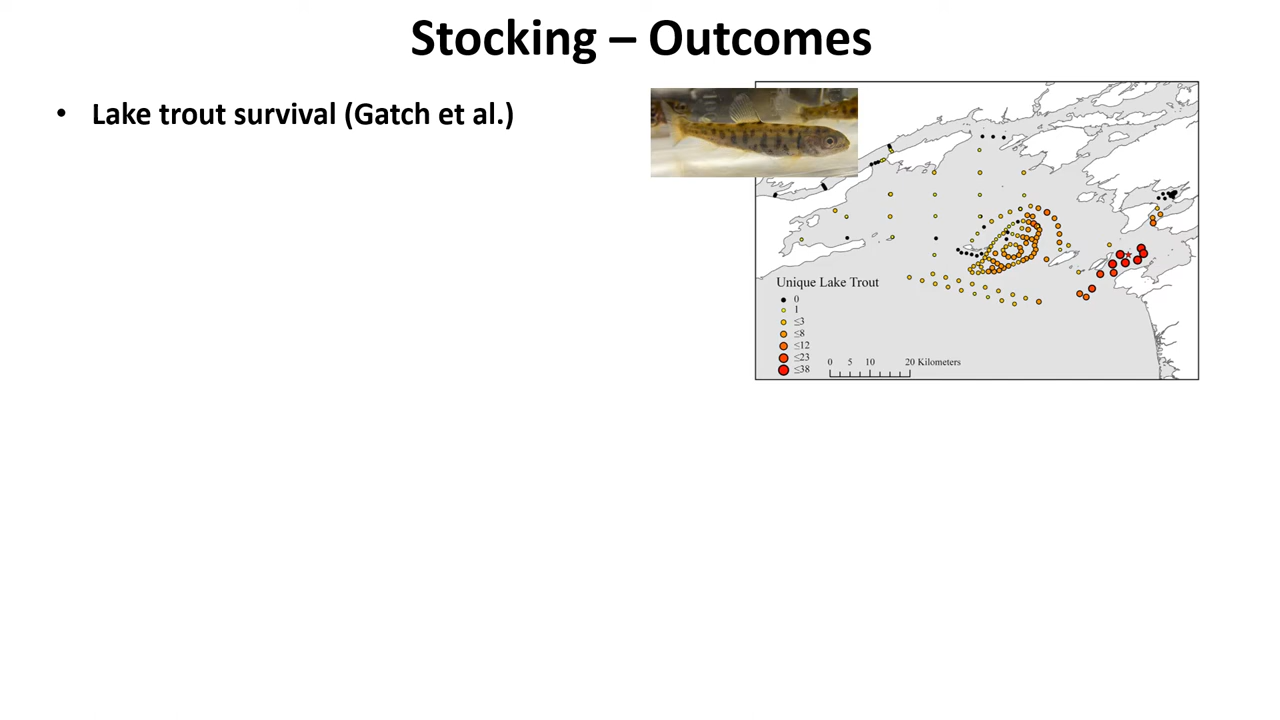 Stocking – Outcomes
• Lake trout survival (Gatch et al.)
Unique Lake Trout
0
1
≤3
≤8
≤12
≤23
≤38
0 5 10 20 Kilometers